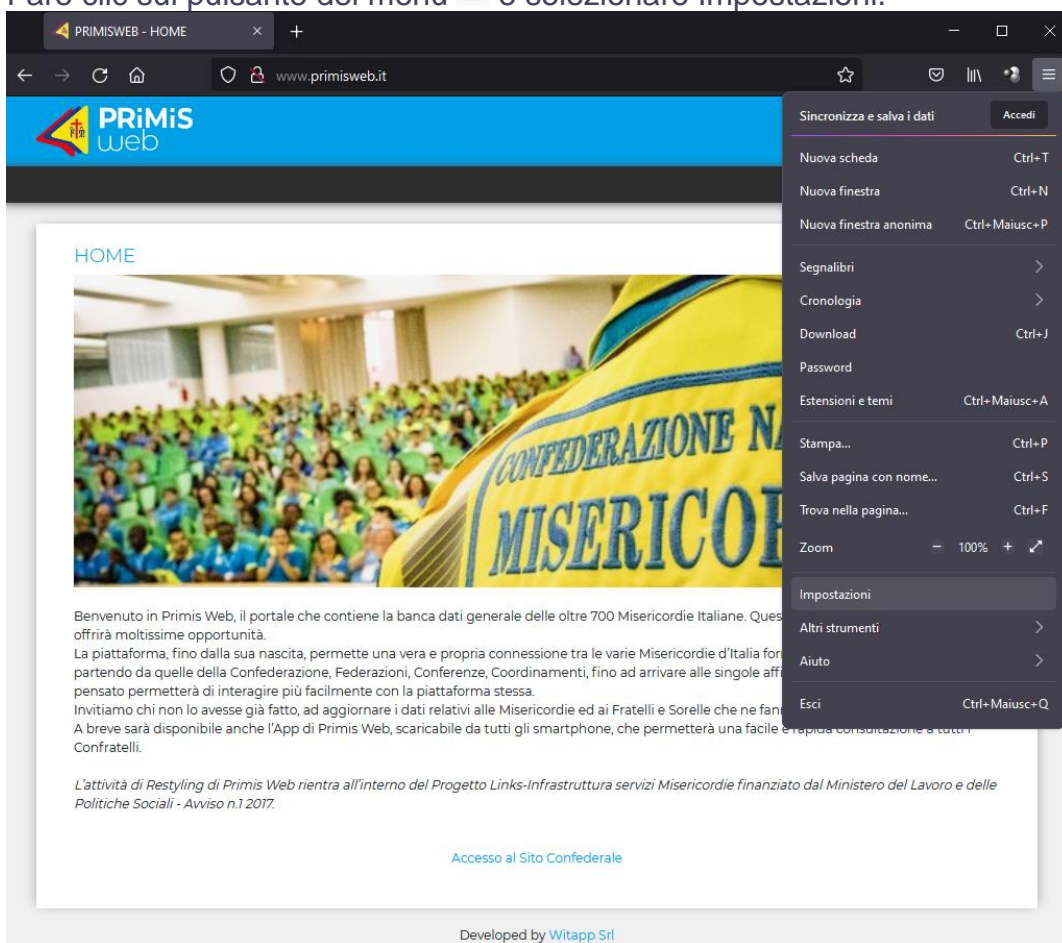 Fare clic sul pulsante dei menu e selezionare Impostazioni.
PRIMISWEB - HOME
www.primisweb.it
PRiMiS
web
Sincronizza e salva i dati Accedi
Nuova scheda Ctrl+T
Nuova finestra Ctrl+N
Nuova finestra anonima Ctrl+Maiusc+P
Segnalibri
Cronologia
Download Ctrl+J
Password
Estensioni e temi Ctrl+Maiusc+A
Stampa... Ctrl+P
Salva pagina con nome... Ctrl+S
Trova nella pagina... Ctrl+F
Zoom − 100% +
Impostazioni
Altri strumenti
Aiuto
Esci Ctrl+Maiusc+Q
HOME
CONFEDERAZIONE NA
MISERICOR
Benvenuto in Primis Web, il portale che contiene la banca dati generale delle oltre 700 Misericordie Italiane. Ques
offrirà moltissime opportunità.
La piattaforma, fino dalla sua nascita, permette una vera e propria connessione tra le varie Misericordie d'Italia for
partendo da quelle della Confederazione, Federazioni, Conferenze, Coordinamenti, fino ad arrivare alle singole affi
pensato permetterà di interagire più facilmente con la piattaforma stessa.
Invitiamo chi non lo avesse già fatto, ad aggiornare i dati relativi alle Misericordie ed ai Fratelli e Sorelle che ne fann
A breve sarà disponibile anche l'App di Primis Web, scaricabile da tutti gli smartphone, che permetterà una facile e rapida consultazione a tutti i
Confratelli.
L'attività di Restyling di Primis Web rientra all'interno del Progetto Links-Infrastruttura servizi Misericordie finanziato dal Ministero del Lavoro e delle
Politiche Sociali - Avviso n.1 2017.
Accesso al Sito Confederale
Developed by Witapp Srl